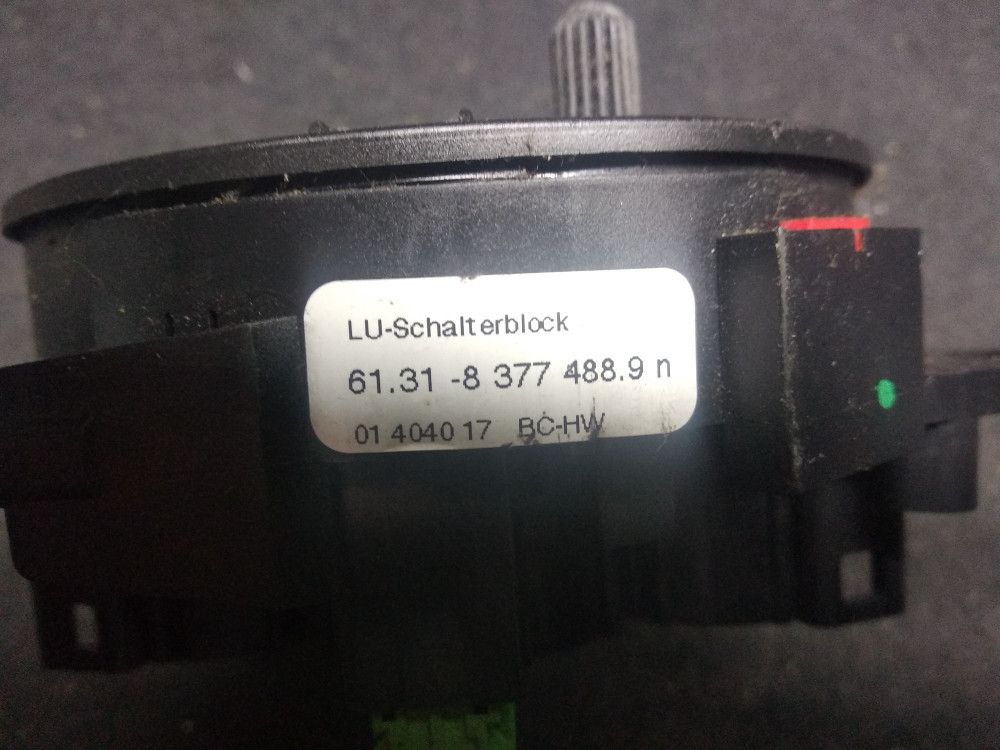 LU-Schalterblock
61.31 -8 377 488.9 n
01 4040 17 BC-HW